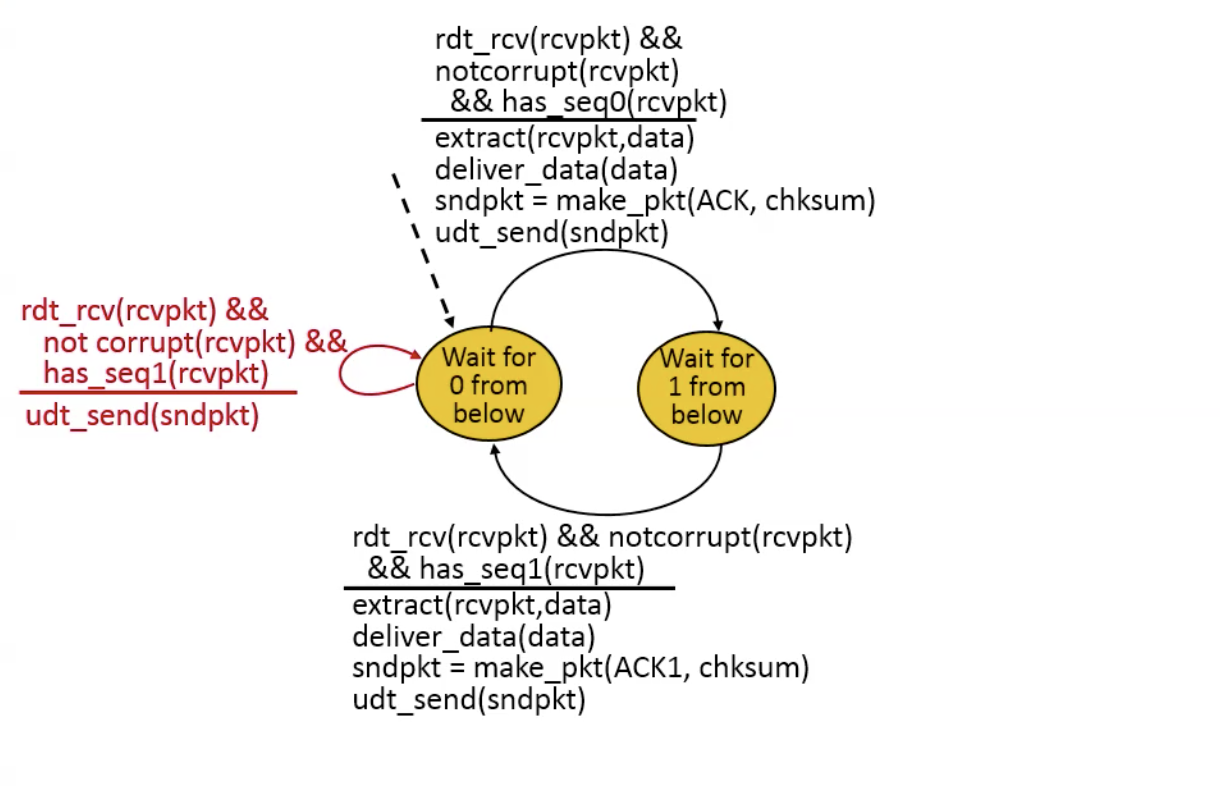 rdt_rcv(rcvpkt) &&
notcorrupt(rcvpkt)
&& has_seq0(rcvpkt)
extract(rcvpkt,data)
deliver_data(data)
sndpkt = make_pkt(ACK, chksum)
udt_send(sndpkt)
rdt_rcv(rcvpkt) &&
not corrupt(rcvpkt) &&
has_seq1(rcvpkt)
udt_send(sndpkt)
Wait for
0 from
below
Wait for
1 from
below
rdt_rcv(rcvpkt) && notcorrupt(rcvpkt)
&& has_seq1(rcvpkt)
extract(rcvpkt,data)
deliver_data(data)
sndpkt = make_pkt(ACK1, chksum)
udt_send(sndpkt)